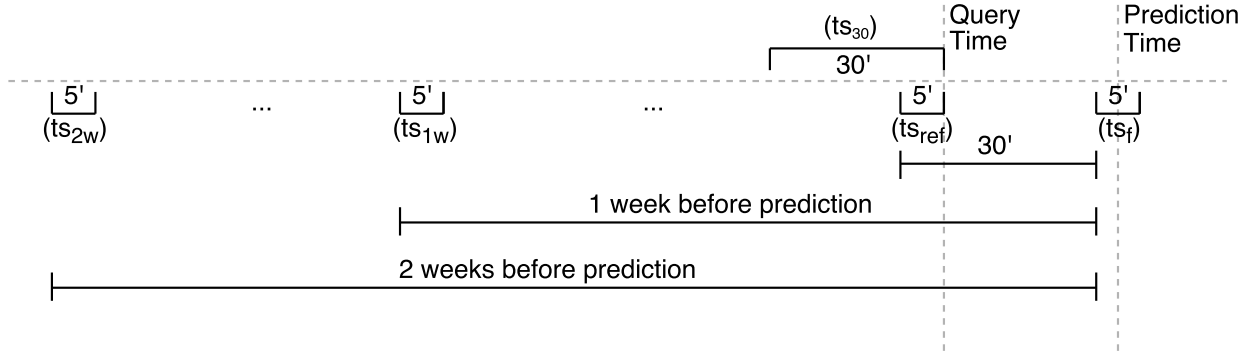 Query
Time
Prediction
Time
(ts30)
30'
5'
...
5'
...
5'
5'
(ts2w)
(ts1w)
(tsref)
(tsf)
30'
1 week before prediction
2 weeks before prediction